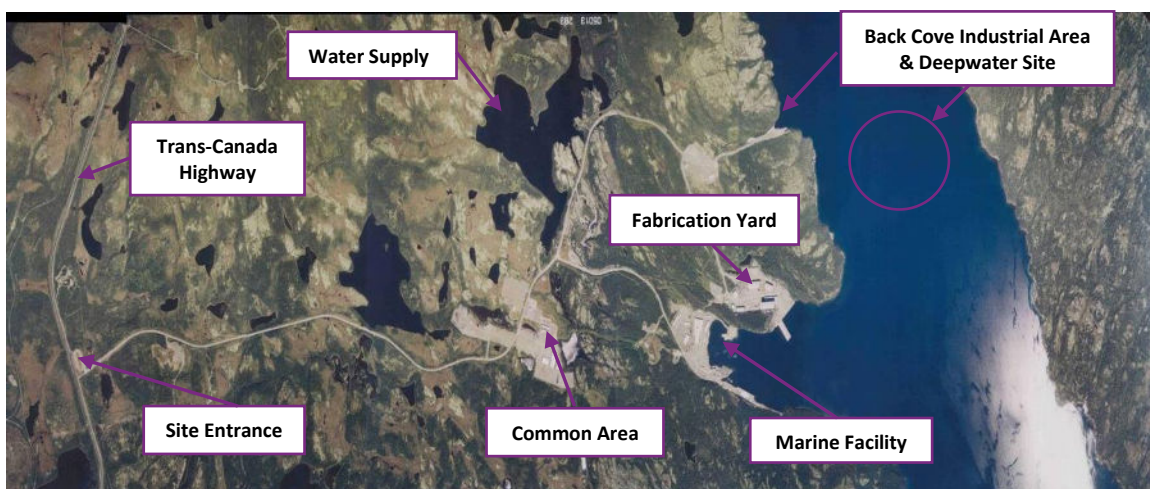 Water Supply
Back Cove Industrial Area
& Deepwater Site
Trans-Canada
Highway
Fabrication Yard
Site Entrance
Common Area
Marine Facility